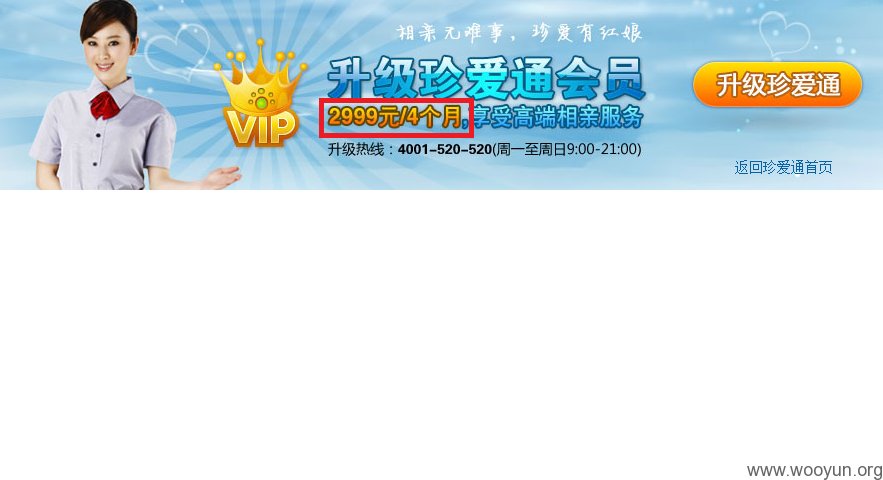 相亲无难事，珍爱有红娘
升级珍爱通会员
VIP
2999元/4个月,享受高端相亲服务
升级热线：4001-520-520(周一至周日9:00-21:00)
升级珍爱通
返回珍爱通首页
www.wooyun.org